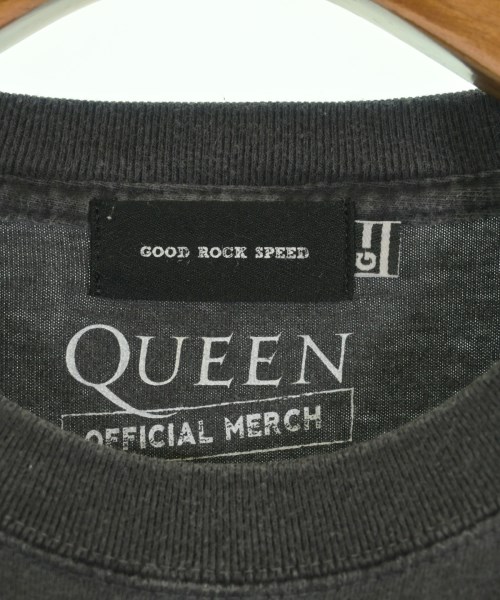 GOOD ROCK SPEED
G
QUEEN
OFFICIAL MERCH